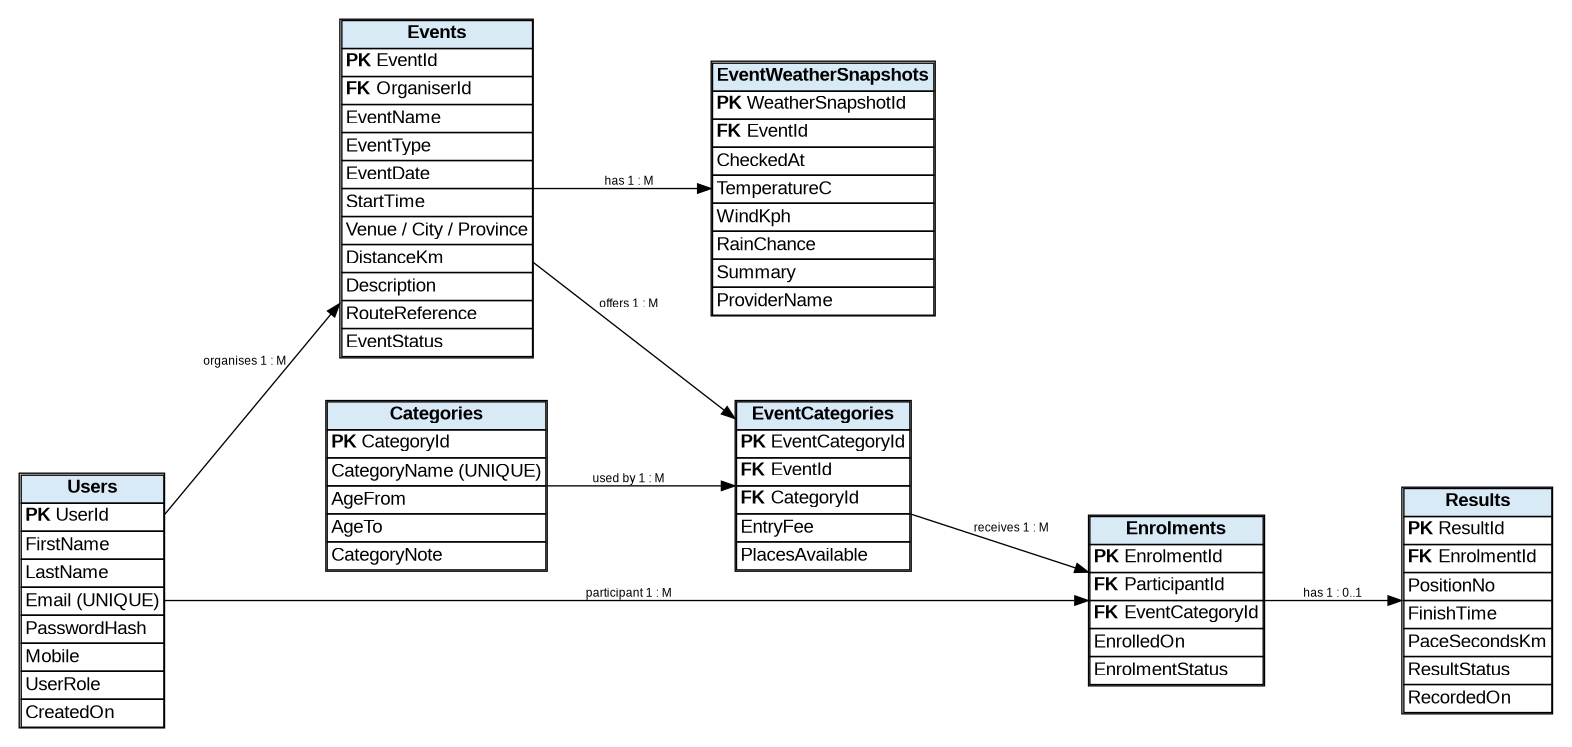 Events
PK EventId
FK OrganiserId
EventName
EventType
EventDate
StartTime
Venue / City / Province
DistanceKm
Description
RouteReference
EventStatus
EventWeatherSnapshots
PK WeatherSnapshotId
FK EventId
CheckedAt
TemperatureC
WindKph
RainChance
Summary
ProviderName
has 1 : M
offers 1 : M
organises 1 : M
Categories
PK CategoryId
CategoryName (UNIQUE)
AgeFrom
AgeTo
CategoryNote
used by 1 : M
EventCategories
PK EventCategoryId
FK EventId
FK CategoryId
EntryFee
PlacesAvailable
Users
PK UserId
FirstName
LastName
Email (UNIQUE)
PasswordHash
Mobile
UserRole
CreatedOn
participant 1 : M
receives 1 : M
Enrolments
PK EnrolmentId
FK ParticipantId
FK EventCategoryId
EnrolledOn
EnrolmentStatus
has 1 : 0..1
Results
PK ResultId
FK EnrolmentId
PositionNo
FinishTime
PaceSecondsKm
ResultStatus
RecordedOn